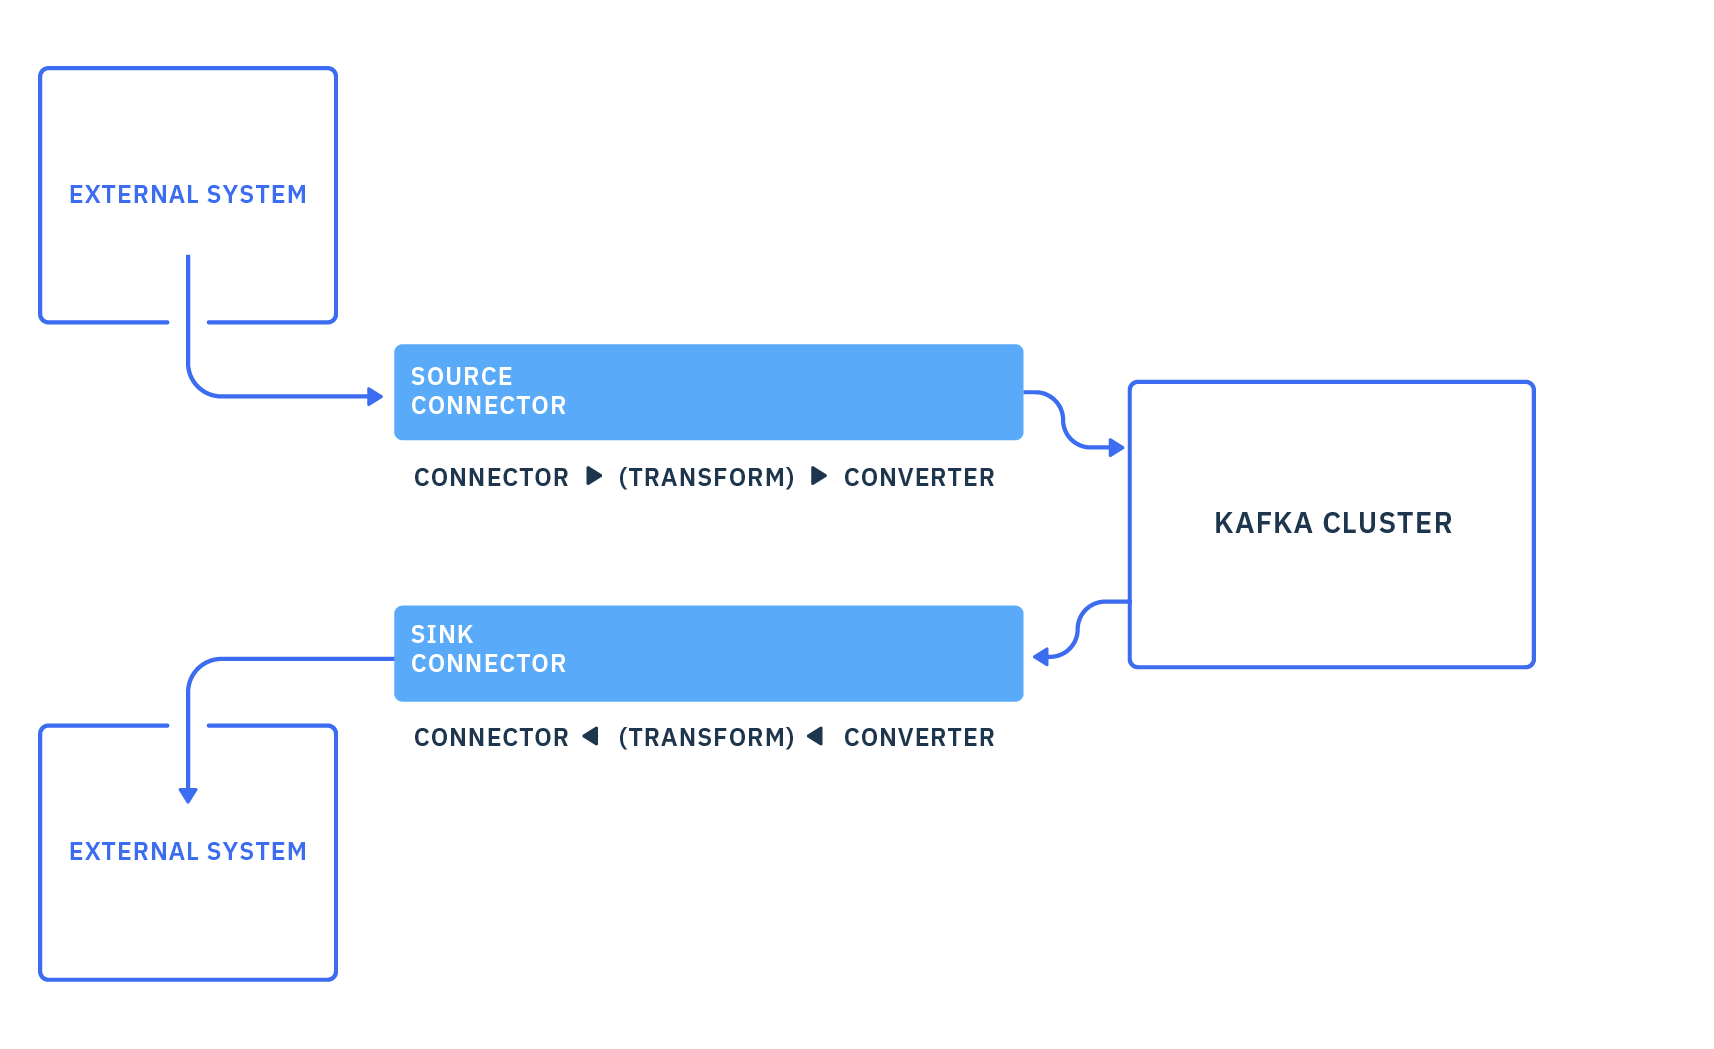 EXTERNAL SYSTEM
SOURCE
CONNECTOR
CONNECTOR ▶ (TRANSFORM) ▶ CONVERTER
KAFKA CLUSTER
SINK
CONNECTOR
CONNECTOR ◀ (TRANSFORM) ◀ CONVERTER
EXTERNAL SYSTEM